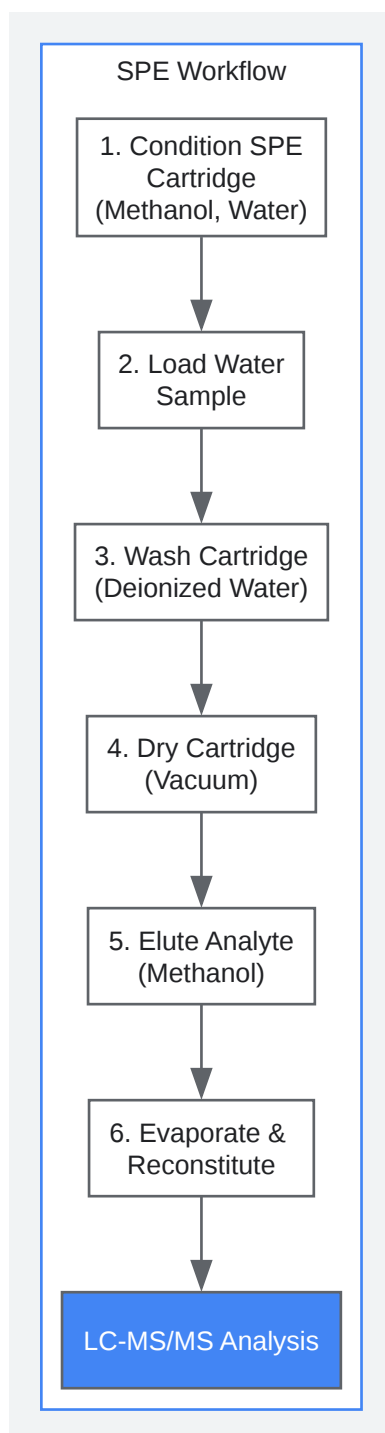 SPE Workflow
1. Condition SPE
Cartridge
(Methanol, Water)
2. Load Water
Sample
3. Wash Cartridge
(Deionized Water)
4. Dry Cartridge
(Vacuum)
5. Elute Analyte
(Methanol)
6. Evaporate &
Reconstitute
LC-MS/MS Analysis